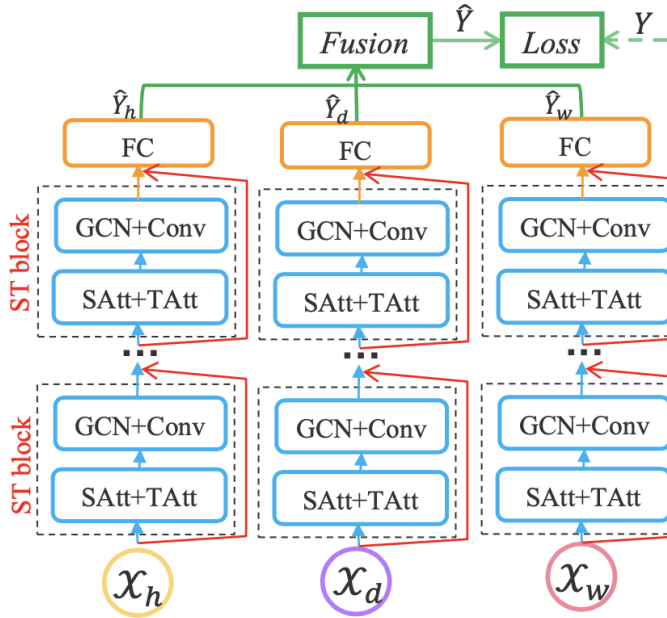 Fusion Ŷ Loss Y
Ŷh Ŷd Ŷw
FC FC FC
ST block
GCN+Conv GCN+Conv GCN+Conv
SAtt+TAtt SAtt+TAtt SAtt+TAtt
... ... ...
ST block
GCN+Conv GCN+Conv GCN+Conv
SAtt+TAtt SAtt+TAtt SAtt+TAtt
𝒳h 𝒳d 𝒳w